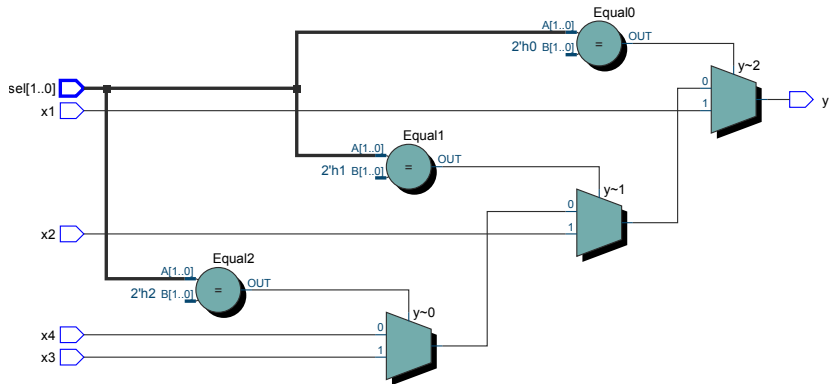 Equal0
A[1..0]
OUT
2'h0 B[1..0]
=
y~2
sel[1..0]
0
x1
1
y
Equal1
A[1..0]
OUT
2'h1 B[1..0]
=
y~1
0
x2
1
Equal2
A[1..0]
OUT
2'h2 B[1..0]
=
y~0
x4
0
x3
1